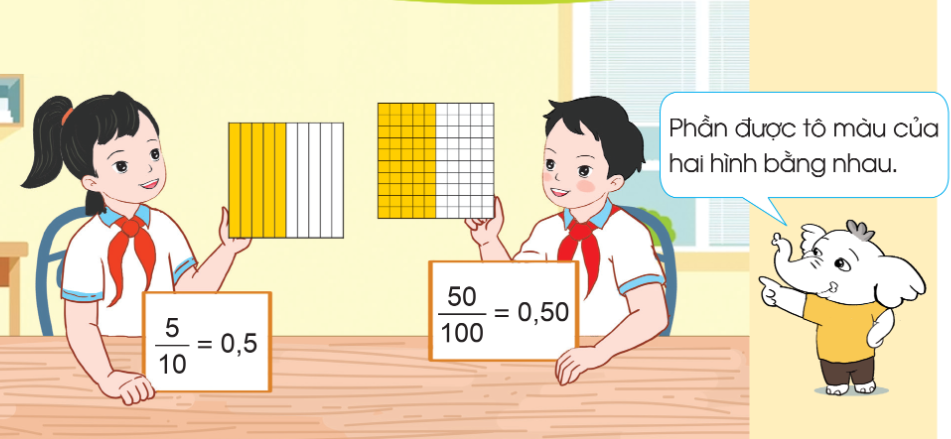 Phần được tô màu của
hai hình bằng nhau.
5/10 = 0,5
50/100 = 0,50